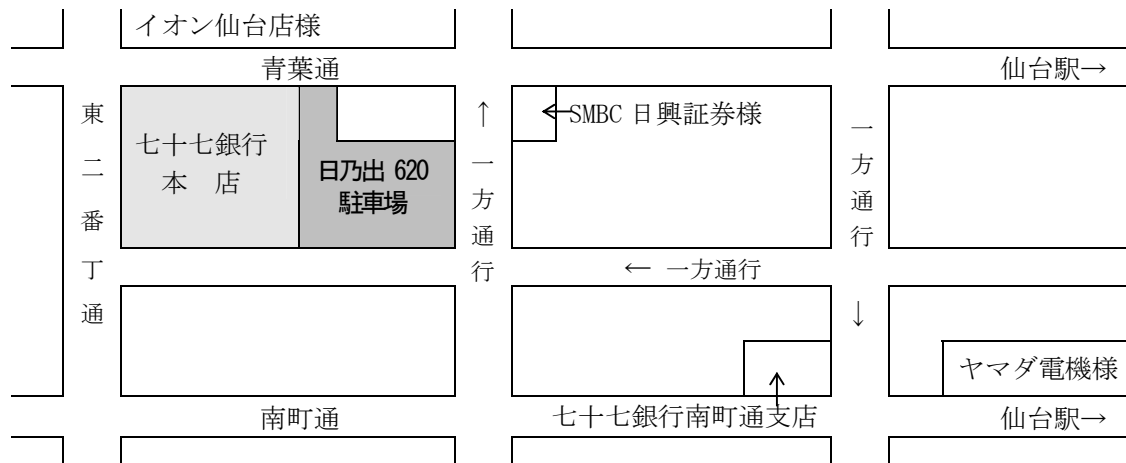 イオン仙台店様
青葉通
仙台駅→
東二番丁通
七十七銀行
本 店
日乃出 620
駐車場
↑一方通行
←SMBC 日興証券様
一方通行↓
← 一方通行
ヤマダ電機様
南町通
七十七銀行南町通支店
仙台駅→